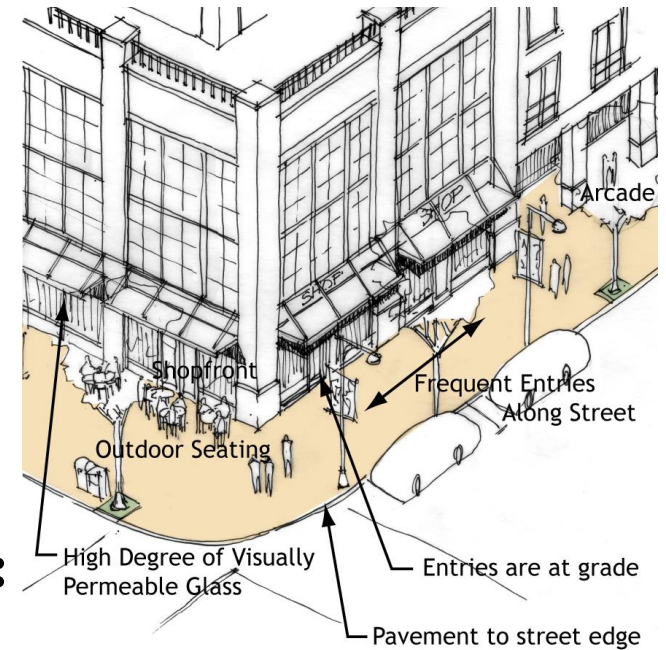 Arcade
SHOP
SHOP
Shopfront
Frequent Entries
Along Street
Outdoor Seating
High Degree of Visually
Permeable Glass
Entries are at grade
Pavement to street edge
: